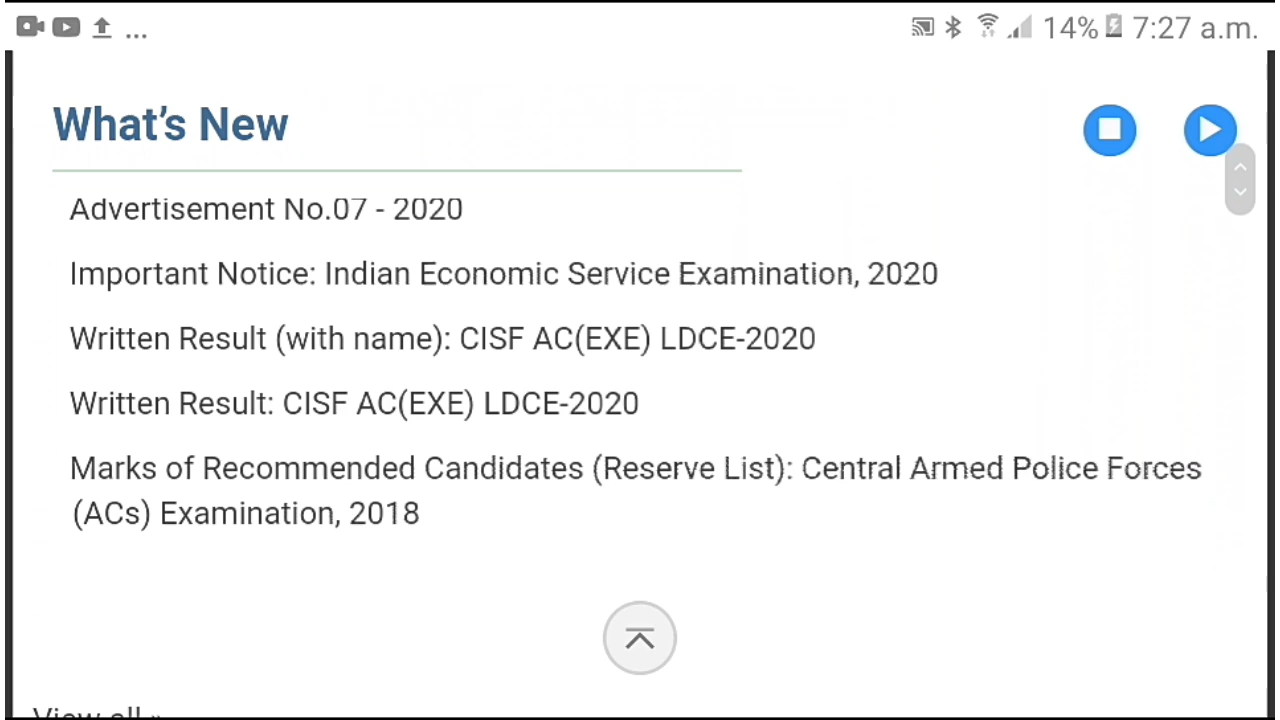 ... 14% 7:27 a.m.
What's New
Advertisement No.07 - 2020
Important Notice: Indian Economic Service Examination, 2020
Written Result (with name): CISF AC(EXE) LDCE-2020
Written Result: CISF AC(EXE) LDCE-2020
Marks of Recommended Candidates (Reserve List): Central Armed Police Forces
(ACs) Examination, 2018
View all »